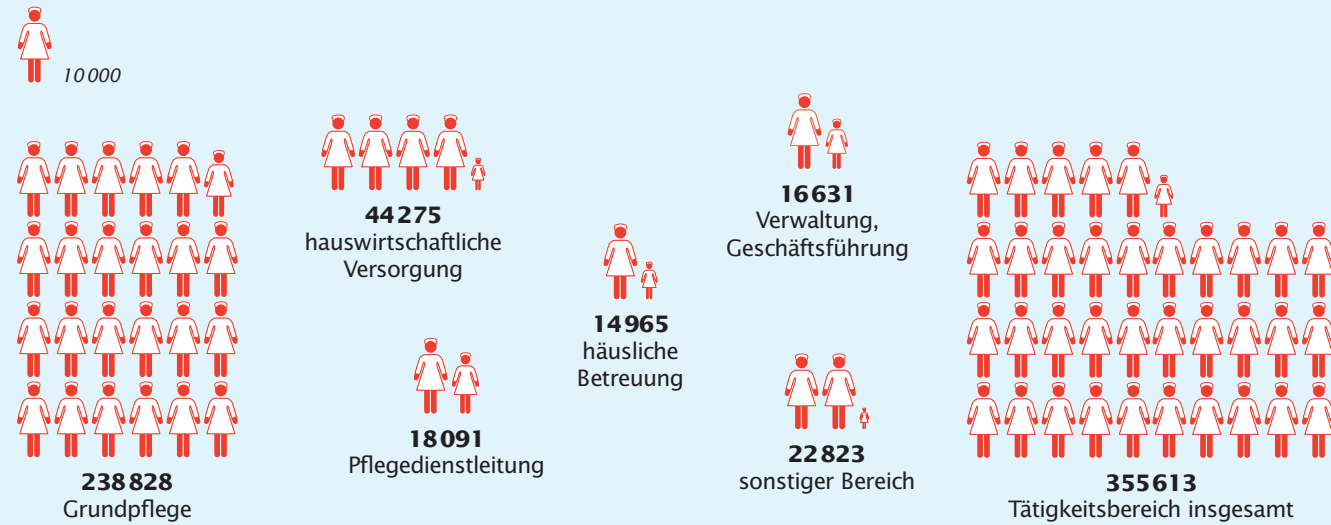 10 000
238 828
Grundpflege
44 275
hauswirtschaftliche
Versorgung
18 091
Pflegedienstleitung
14 965
häusliche
Betreuung
16 631
Verwaltung,
Geschäftsführung
22 823
sonstiger Bereich
355 613
Tätigkeitsbereich insgesamt